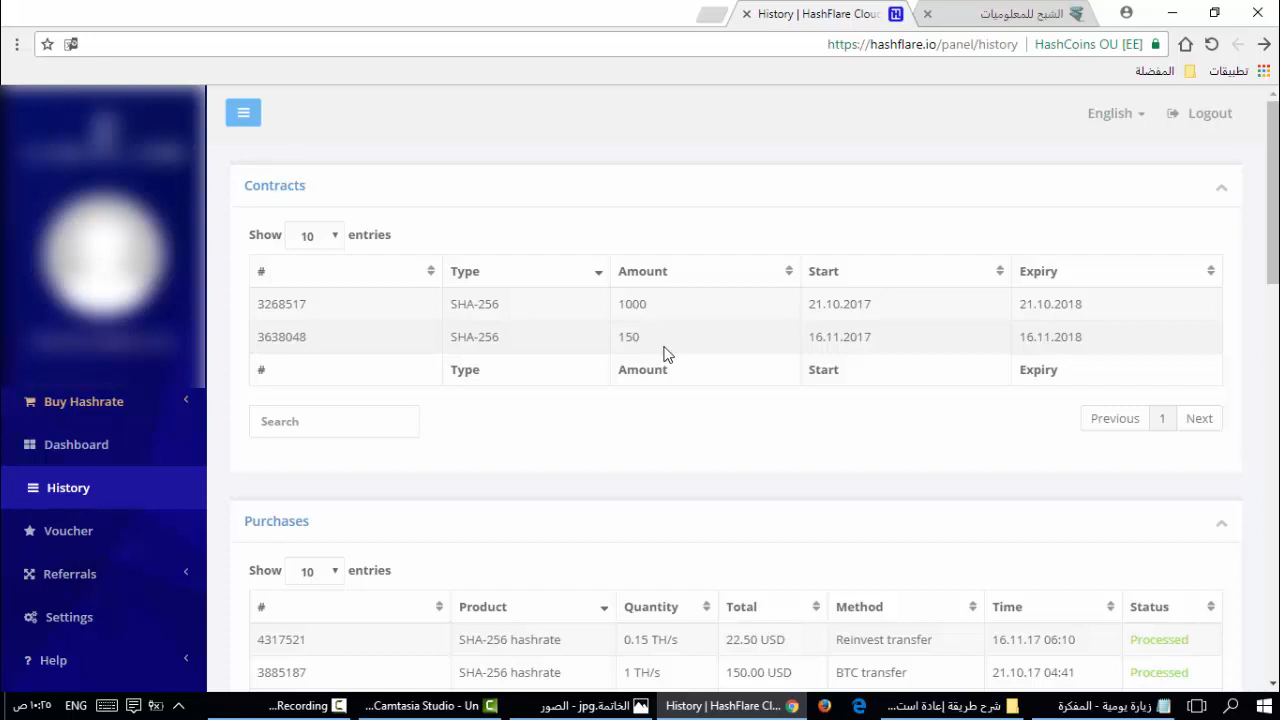 History | HashFlare Clou
الشبح للمعلوميات
https://hashflare.io/panel/history
HashCoins OU [EE]
تطبيقات
المفضلة
English
Logout
Contracts
Show 10 entries
# Type Amount Start Expiry
3268517 SHA-256 1000 21.10.2017 21.10.2018
3638048 SHA-256 150 16.11.2017 16.11.2018
# Type Amount Start Expiry
Search
Previous 1 Next
Buy Hashrate
Dashboard
History
Voucher
Referrals
Settings
? Help
Purchases
Show 10 entries
# Product Quantity Total Method Time Status
4317521 SHA-256 hashrate 0.15 TH/s 22.50 USD Reinvest transfer 16.11.17 06:10 Processed
3885187 SHA-256 hashrate 1 TH/s 150.00 USD BTC transfer 21.10.17 04:41 Processed
١٠:٢٥ ص
ENG
...Recording
...Camtasia Studio - Un
الخاتمة.jpg - الصور
History | HashFlare Cl...
شرح طريقة إعادة است...
زيارة يومية - المفكرة